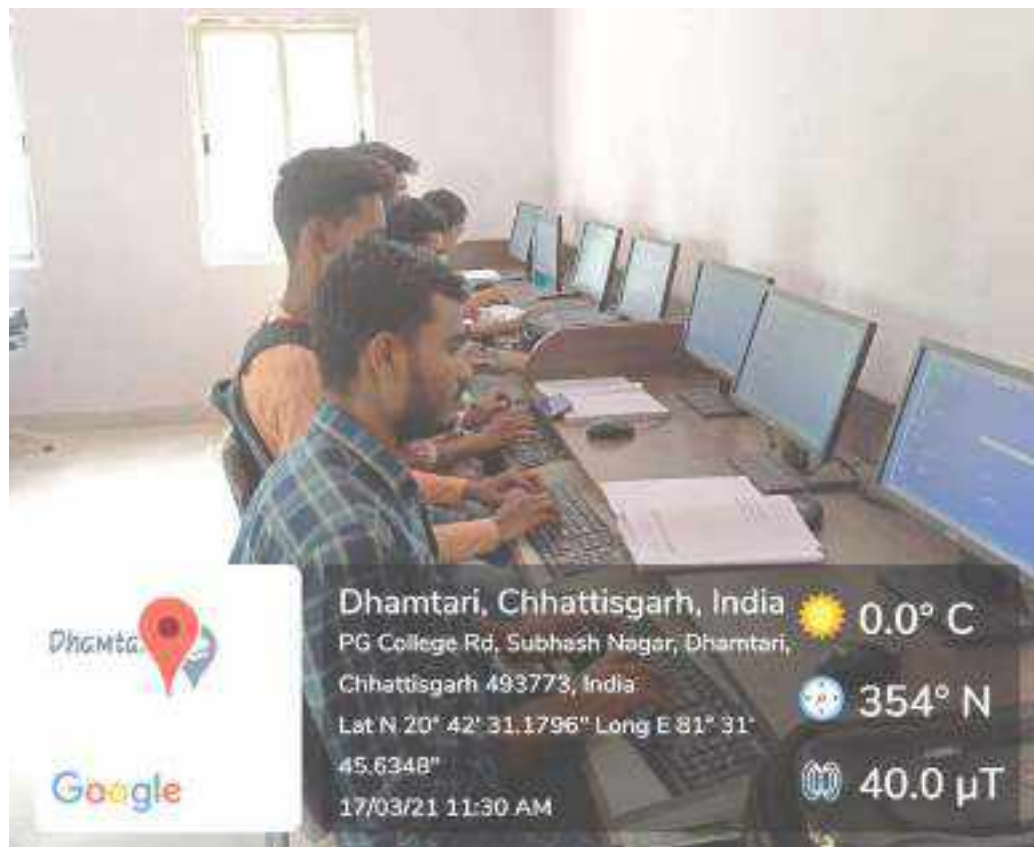 Dhamtari, Chhattisgarh, India
PG College Rd, Subhash Nagar, Dhamtari,
Chhattisgarh 493773, India
Lat N 20° 42' 31.1796" Long E 81° 31'
45.6348"
17/03/21 11:30 AM
0.0° C
354° N
40.0 µT
Dhamta
Google